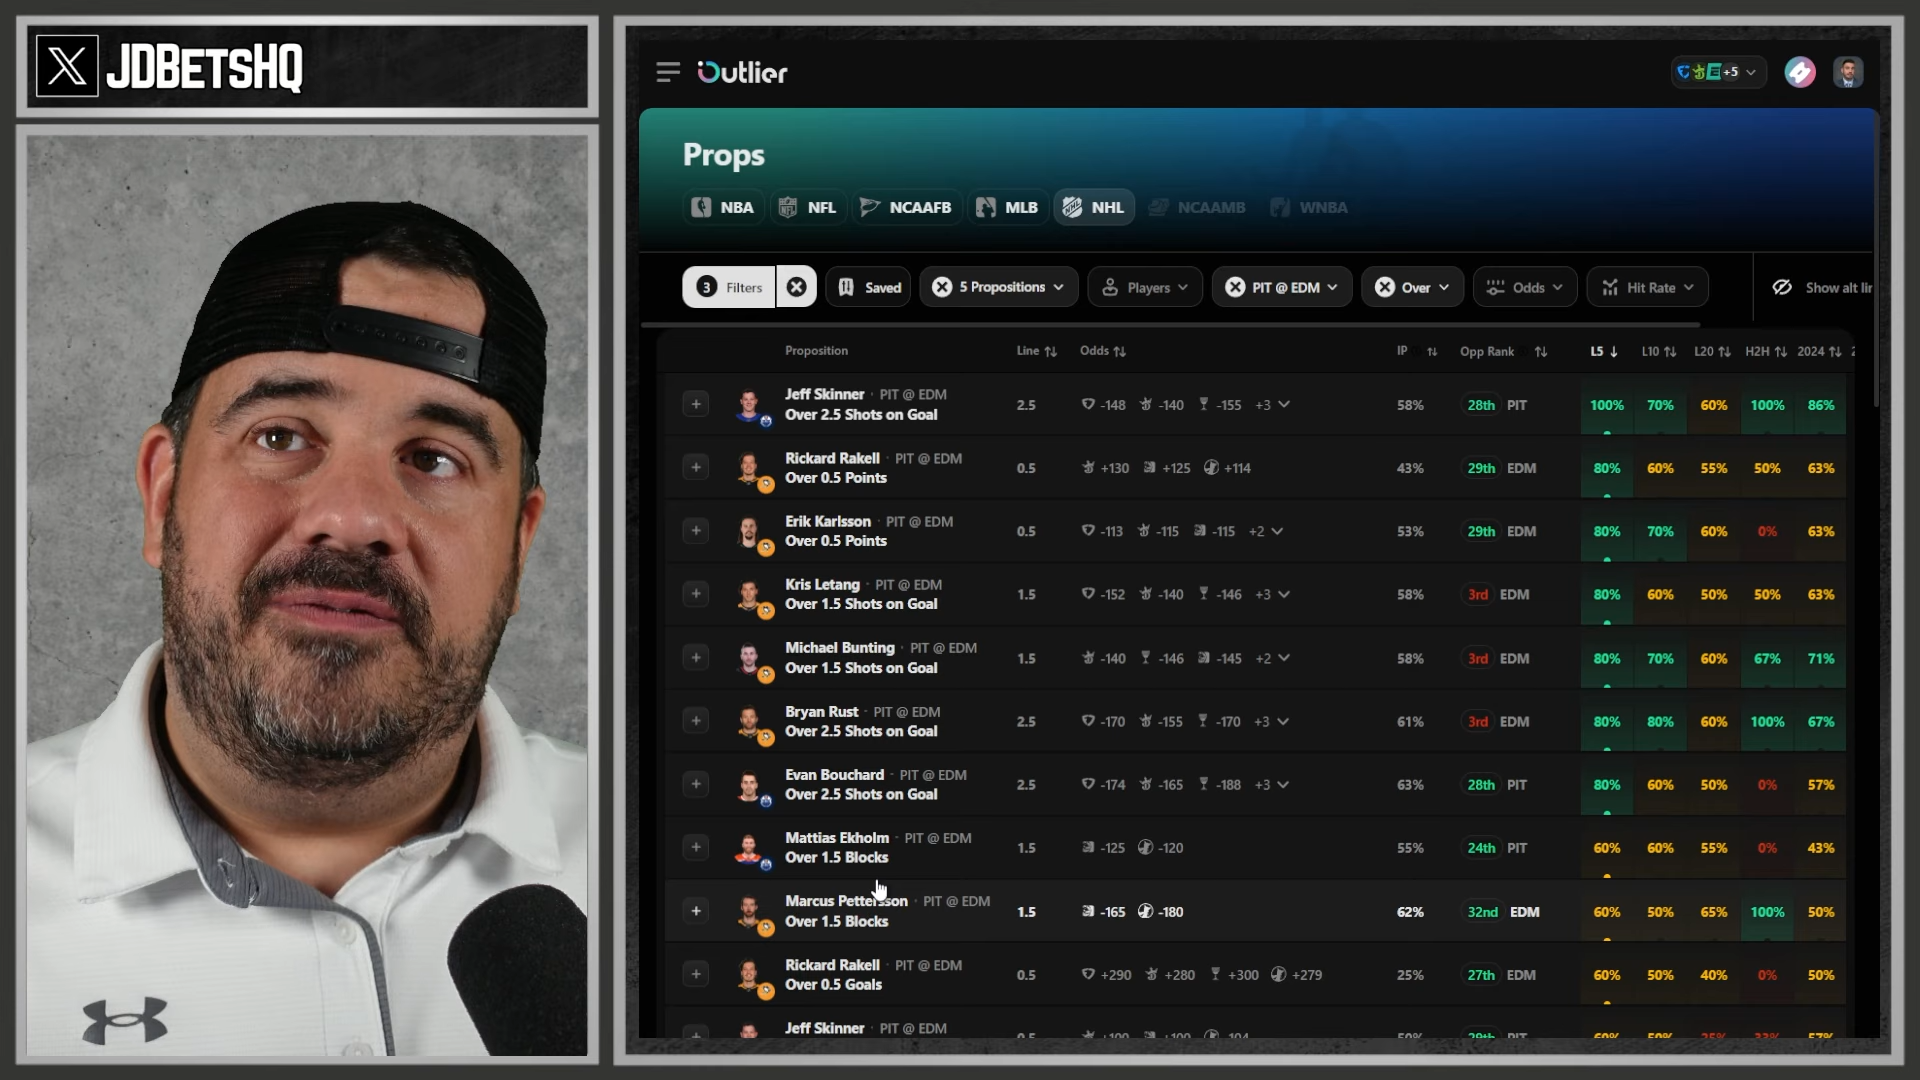 JDBetsHQ
Outlier
+5
Props
NBA NFL NCAAFB MLB NHL NCAAMB WNBA
3 Filters Saved 5 Propositions Players PIT @ EDM Over Odds Hit Rate Show alt lin
Proposition Line Odds IP Opp Rank L5 L10 L20 H2H 2024 2
Jeff Skinner · PIT @ EDM
Over 2.5 Shots on Goal 2.5 -148 -140 -155 +3 58% 28th PIT 100% 70% 60% 100% 86%
Rickard Rakell · PIT @ EDM
Over 0.5 Points 0.5 +130 +125 +114 43% 29th EDM 80% 60% 55% 50% 63%
Erik Karlsson · PIT @ EDM
Over 0.5 Points 0.5 -113 -115 -115 +2 53% 29th EDM 80% 70% 60% 0% 63%
Kris Letang · PIT @ EDM
Over 1.5 Shots on Goal 1.5 -152 -140 -146 +3 58% 3rd EDM 80% 60% 50% 50% 63%
Michael Bunting · PIT @ EDM
Over 1.5 Shots on Goal 1.5 -140 -146 -145 +2 58% 3rd EDM 80% 70% 60% 67% 71%
Bryan Rust · PIT @ EDM
Over 2.5 Shots on Goal 2.5 -170 -155 -170 +3 61% 3rd EDM 80% 80% 60% 100% 67%
Evan Bouchard · PIT @ EDM
Over 2.5 Shots on Goal 2.5 -174 -165 -188 +3 63% 28th PIT 80% 60% 50% 0% 57%
Mattias Ekholm · PIT @ EDM
Over 1.5 Blocks 1.5 -125 -120 55% 24th PIT 60% 60% 55% 0% 43%
Marcus Pettersson · PIT @ EDM
Over 1.5 Blocks 1.5 -165 -180 62% 32nd EDM 60% 50% 65% 100% 50%
Rickard Rakell · PIT @ EDM
Over 0.5 Goals 0.5 +290 +280 +300 +279 25% 27th EDM 60% 50% 40% 0% 50%
Jeff Skinner · PIT @ EDM